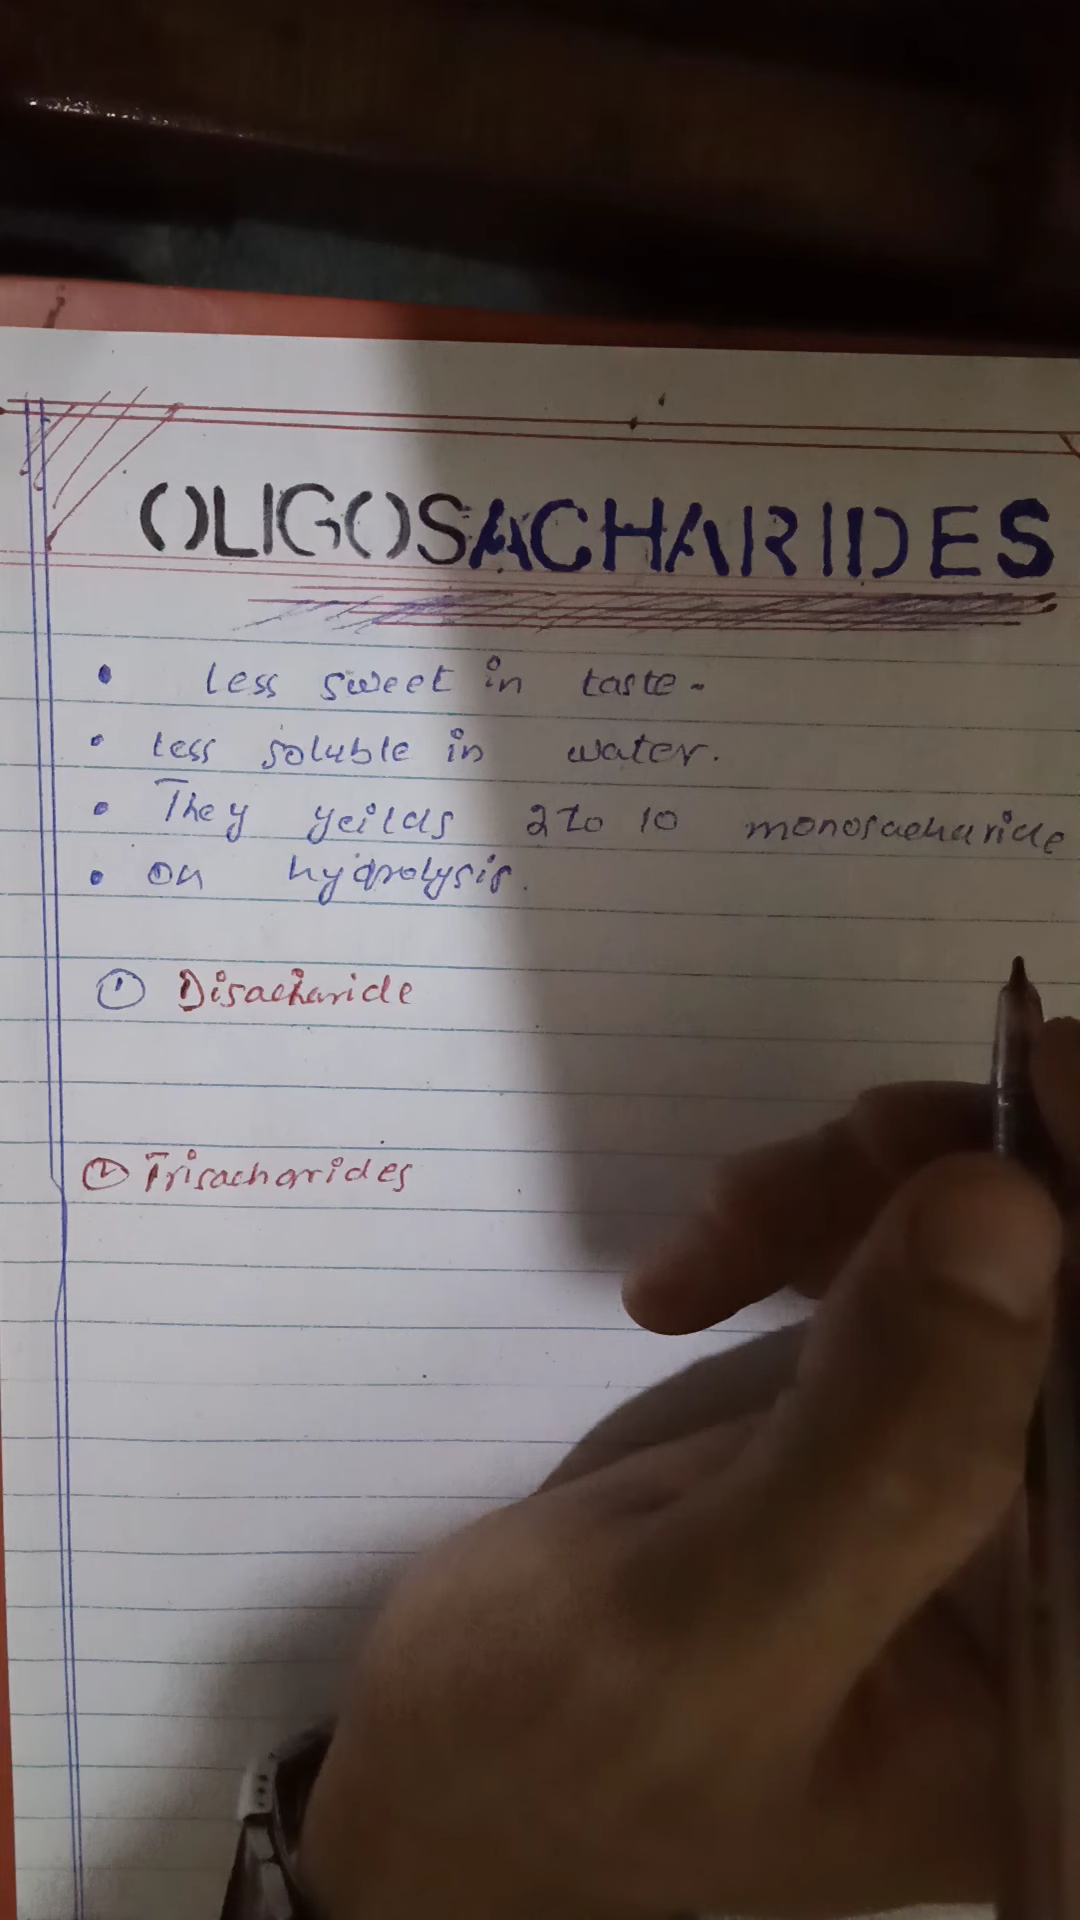 OLIGOSACHARIDES
• Less sweet in taste.
• Less soluble in water.
• They yeilds 2 to 10 monosacharide
• on hydrolysis.
① Disacharide
② Trisacharides